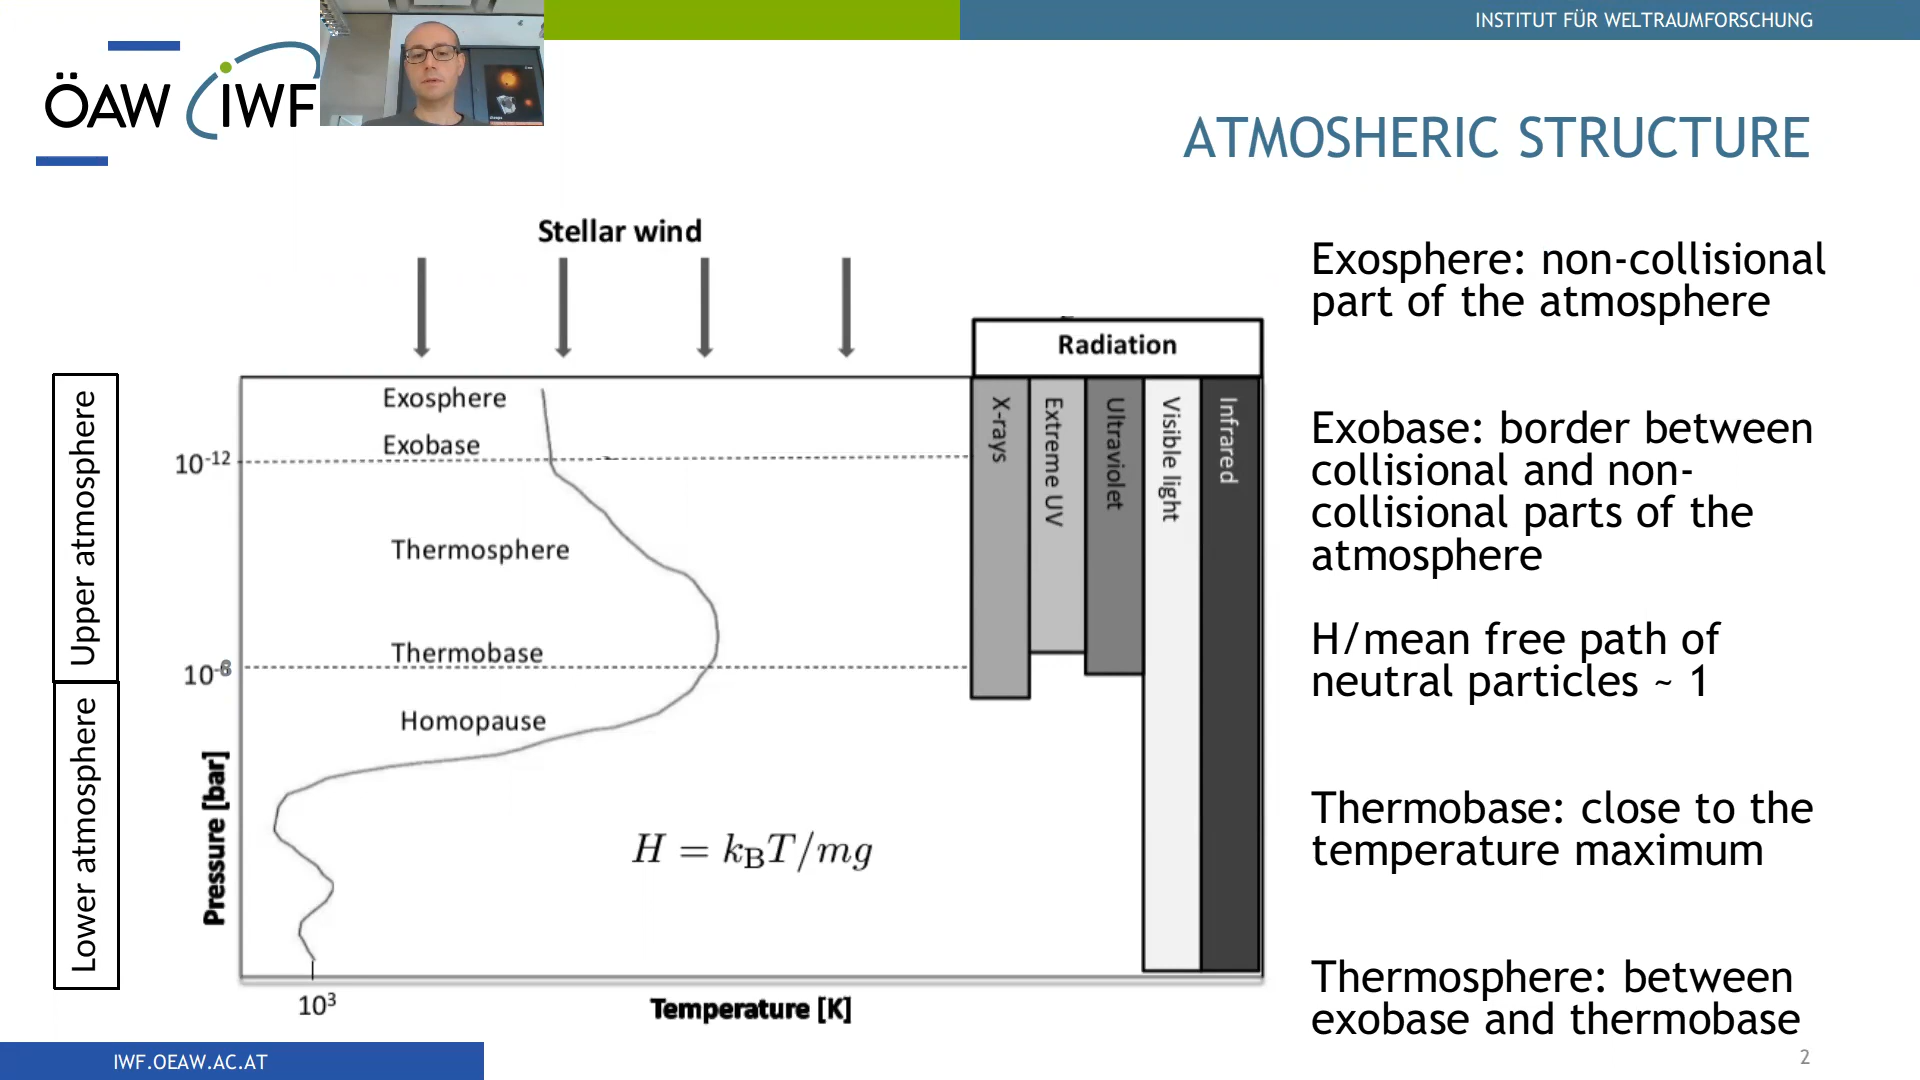 INSTITUT FÜR WELTRAUMFORSCHUNG
ÖAW IWF
ATMOSHERIC STRUCTURE
Stellar wind
Radiation
X-rays
Extreme UV
Ultraviolet
Visible light
Infrared
Upper atmosphere
Lower atmosphere
Exosphere
Exobase
10⁻¹²
Thermosphere
Thermobase
10⁻⁶
Homopause
Pressure [bar]
H = k_B T/mg
10³
Temperature [K]
Exosphere: non-collisional
part of the atmosphere
Exobase: border between
collisional and non-
collisional parts of the
atmosphere
H/mean free path of
neutral particles ~ 1
Thermobase: close to the
temperature maximum
Thermosphere: between
exobase and thermobase
IWF.OEAW.AC.AT
2